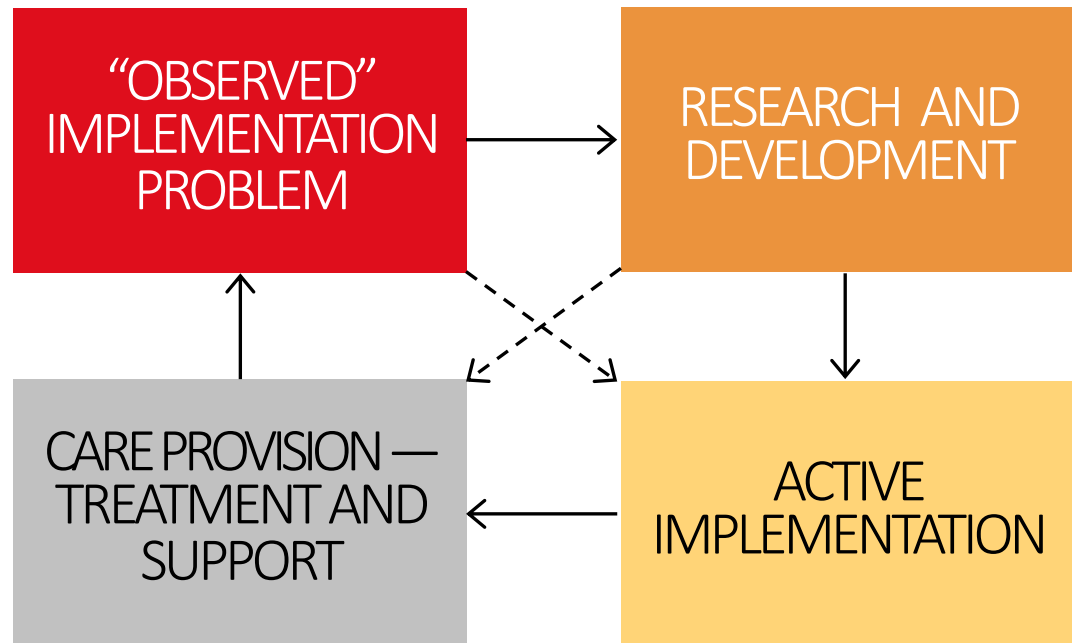 “OBSERVED”
IMPLEMENTATION
PROBLEM
RESEARCH AND
DEVELOPMENT
CARE PROVISION —
TREATMENT AND
SUPPORT
ACTIVE
IMPLEMENTATION